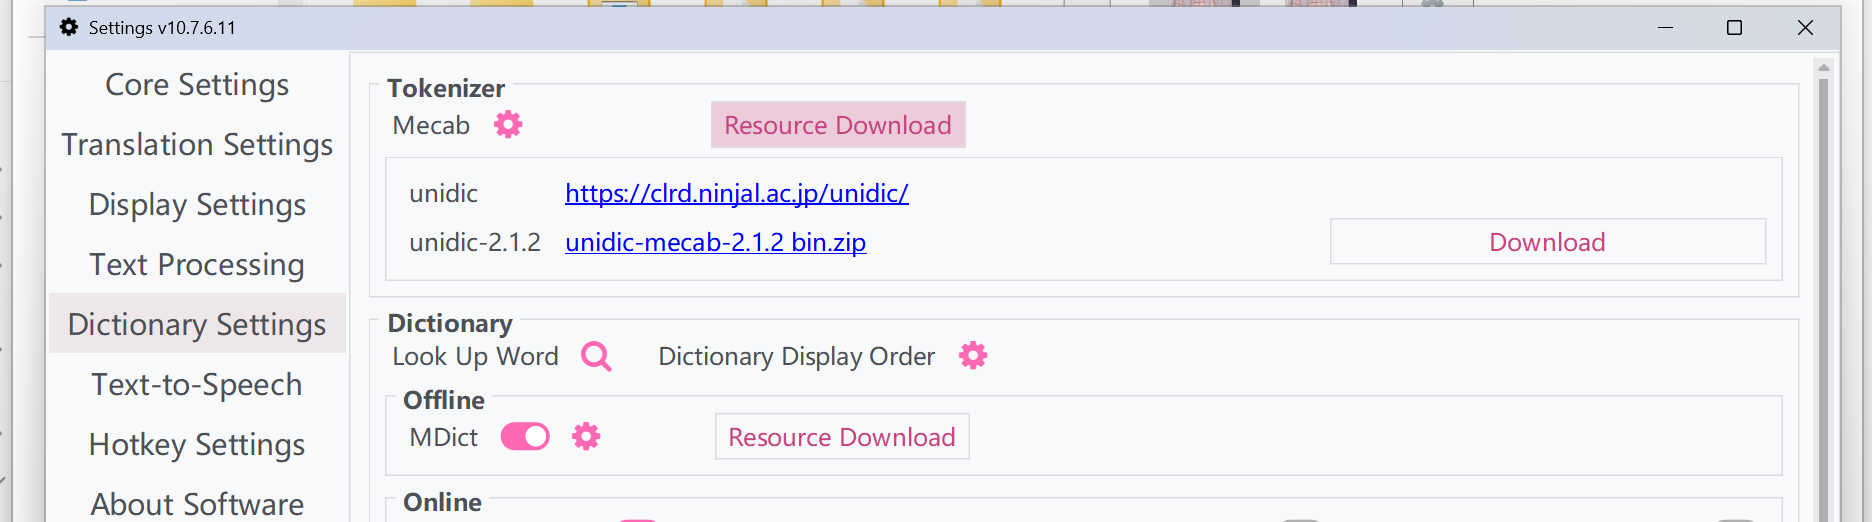 Settings v10.7.6.11
Core Settings
Translation Settings
Display Settings
Text Processing
Dictionary Settings
Text-to-Speech
Hotkey Settings
About Software
Tokenizer
Mecab Resource Download
unidic https://clrd.ninjal.ac.jp/unidic/
unidic-2.1.2 unidic-mecab-2.1.2 bin.zip Download
Dictionary
Look Up Word Dictionary Display Order
Offline
MDict Resource Download
Online